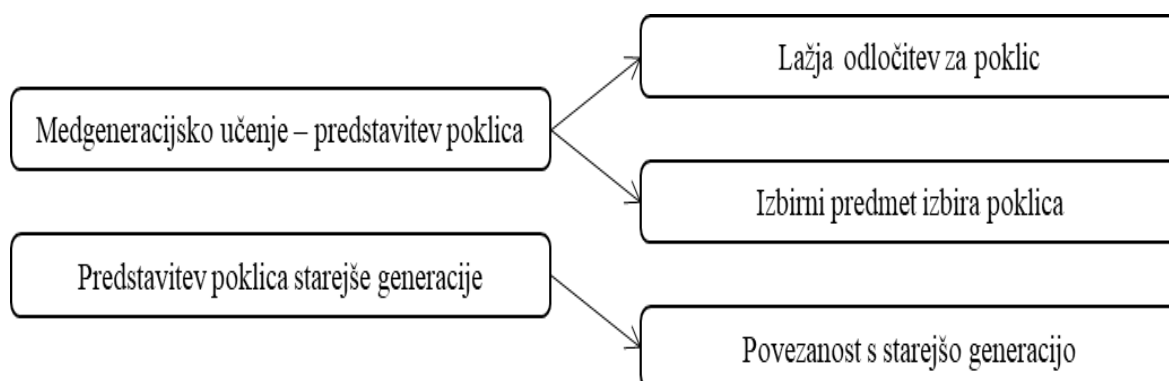 Lažja odločitev za poklic
Medgeneracijsko učenje – predstavitev poklica
Izbirni predmet izbira poklica
Predstavitev poklica starejše generacije
Povezanost s starejšo generacijo